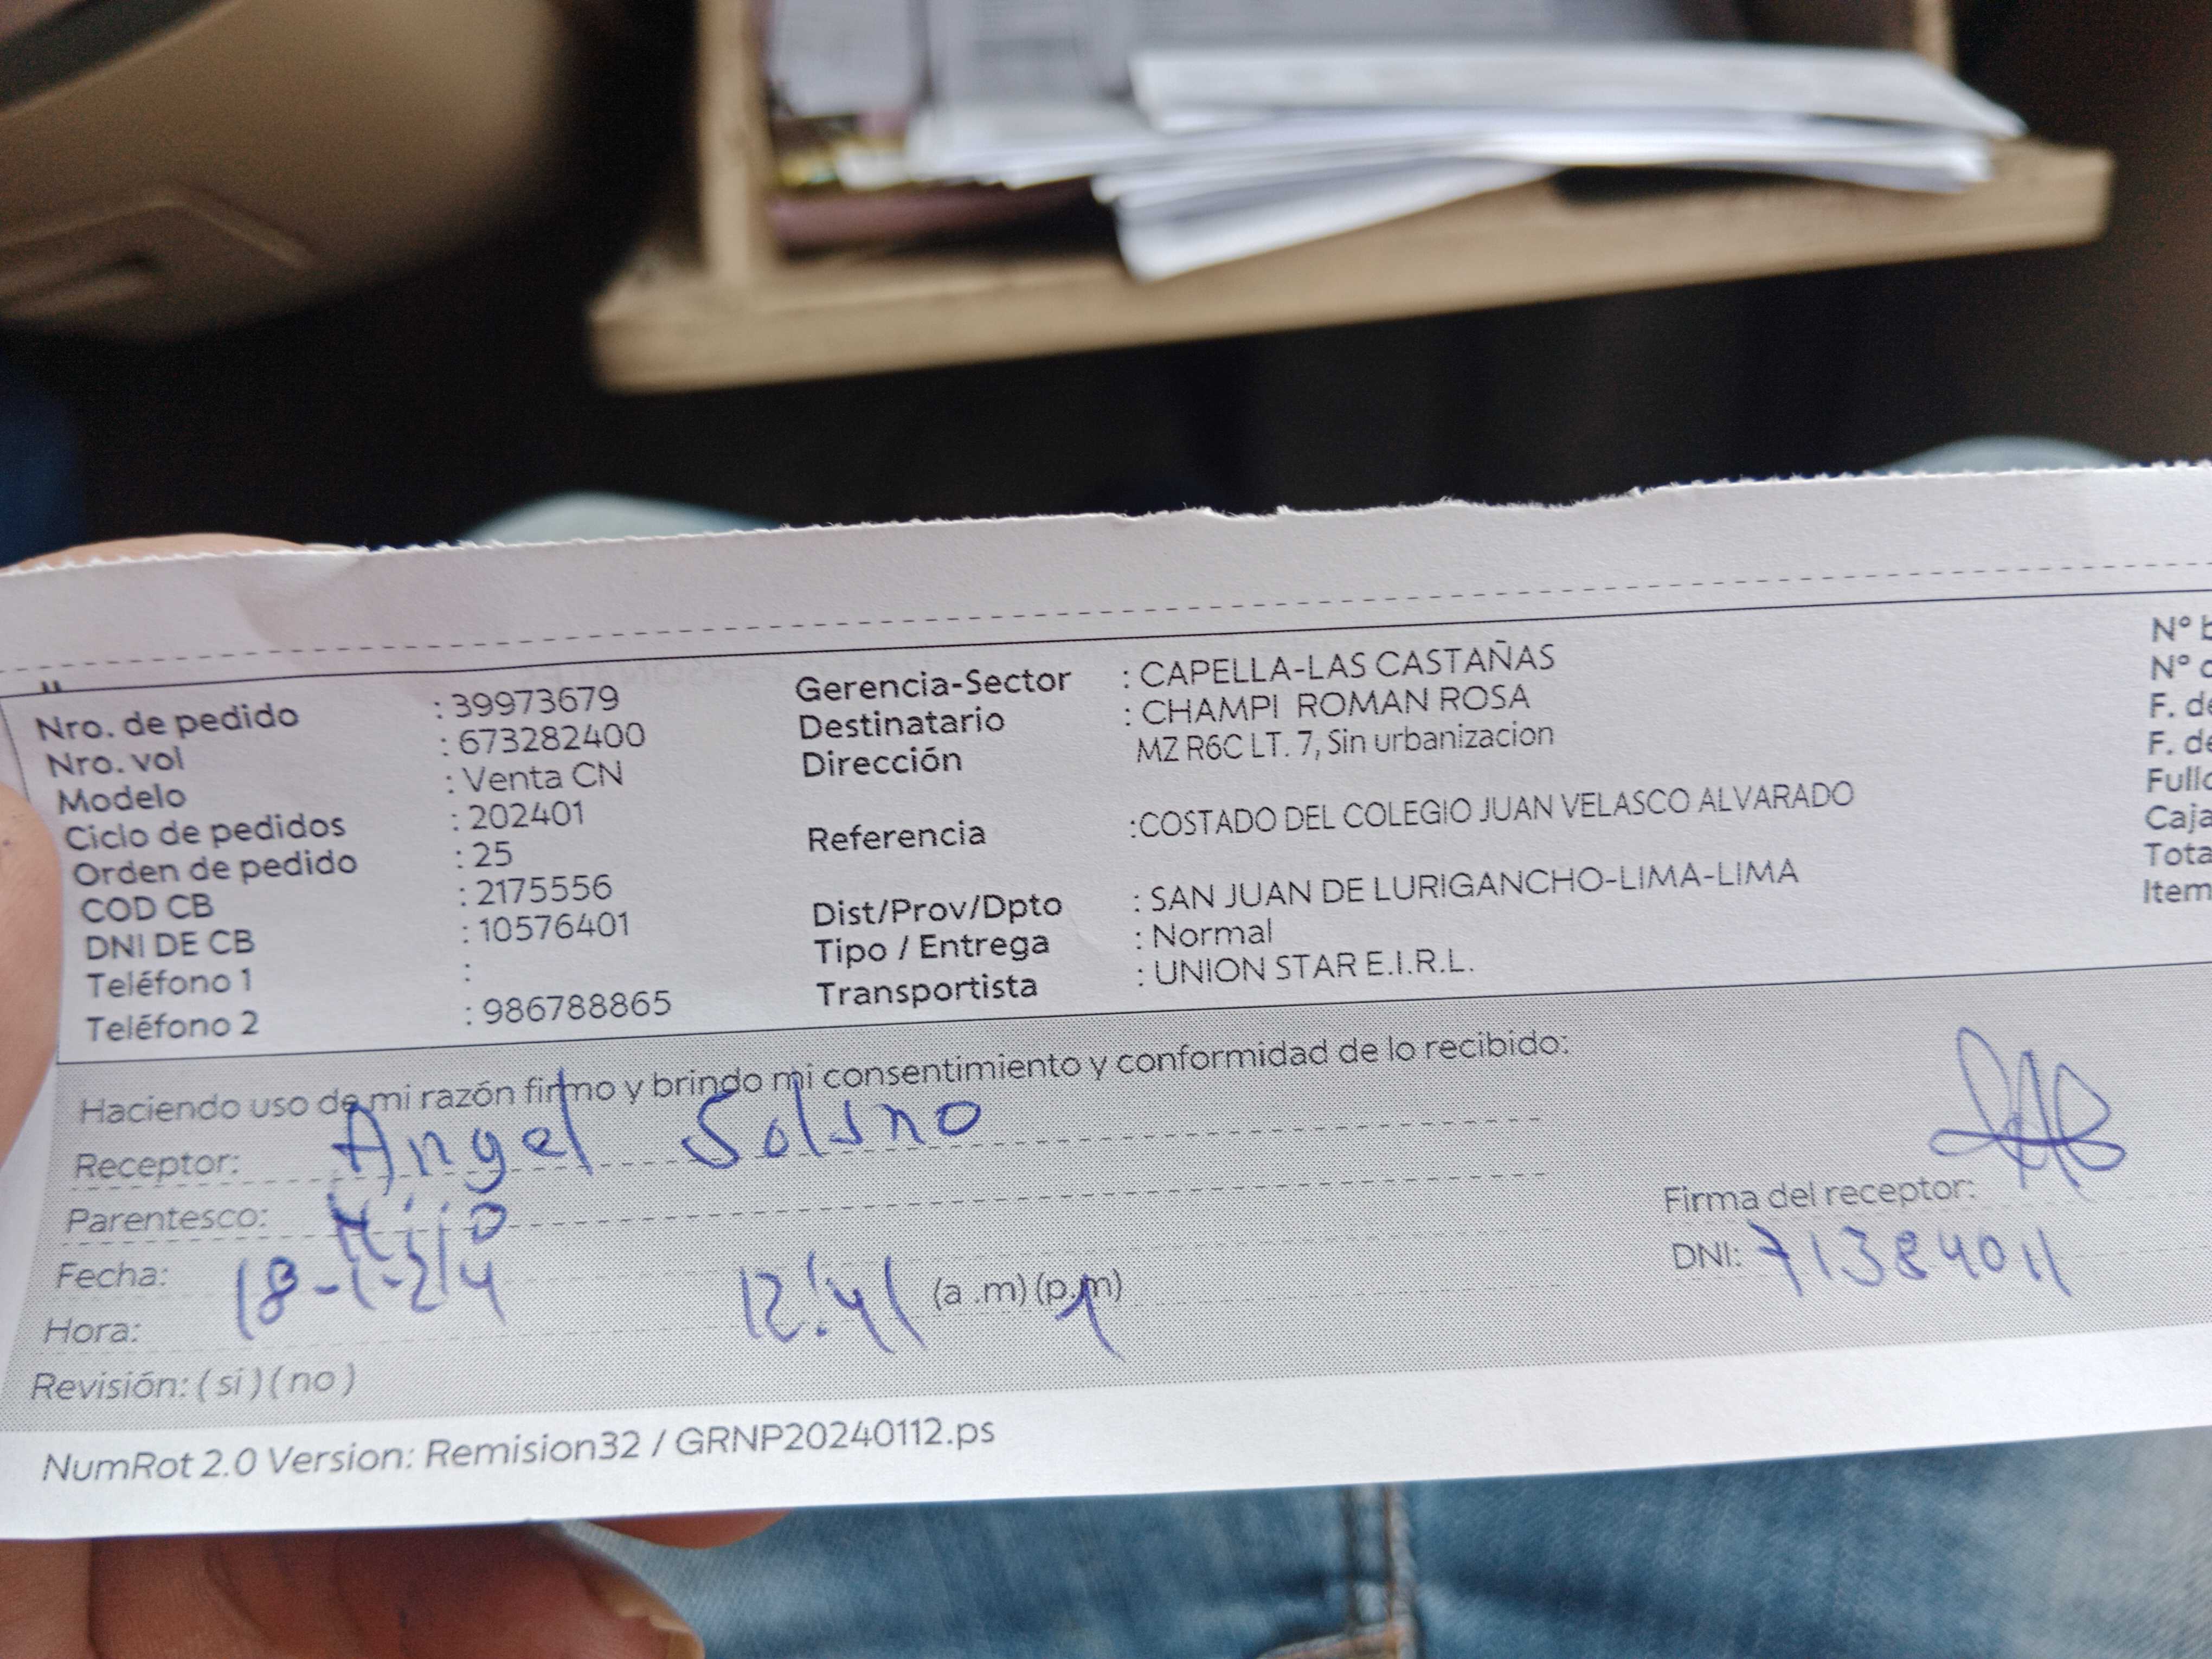 Nro. de pedido : 39973679
Nro. vol : 673282400
Modelo : Venta CN
Ciclo de pedidos : 202401
Orden de pedido : 25
COD CB : 2175556
DNI DE CB : 10576401
Teléfono 1 :
Teléfono 2 : 986788865
Gerencia-Sector : CAPELLA-LAS CASTAÑAS
Destinatario : CHAMPI ROMAN ROSA
Dirección MZ R6C LT. 7, Sin urbanizacion
Referencia :COSTADO DEL COLEGIO JUAN VELASCO ALVARADO
Dist/Prov/Dpto : SAN JUAN DE LURIGANCHO-LIMA-LIMA
Tipo / Entrega : Normal
Transportista : UNION STAR E.I.R.L.
N°
N°
F. de
F. de
Caja
Tota
Item
Haciendo uso de mi razón firmo y brindo mi consentimiento y conformidad de lo recibido:
Receptor: Angel Solano
Parentesco: Hijo
Fecha: 18-1-24
Hora: 12:41 (a .m) (p.m)
Revisión: ( si ) ( no )
Firma del receptor:
DNI: 71384011
NumRot 2.0 Version: Remision32 / GRNP20240112.ps